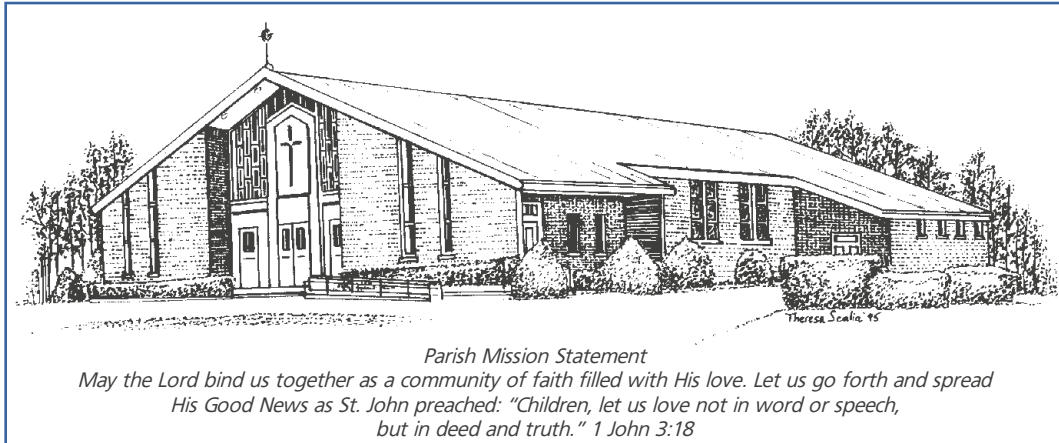 Theresa Scalia '95
Parish Mission Statement
May the Lord bind us together as a community of faith filled with His love. Let us go forth and spread
His Good News as St. John preached: “Children, let us love not in word or speech,
but in deed and truth.” 1 John 3:18